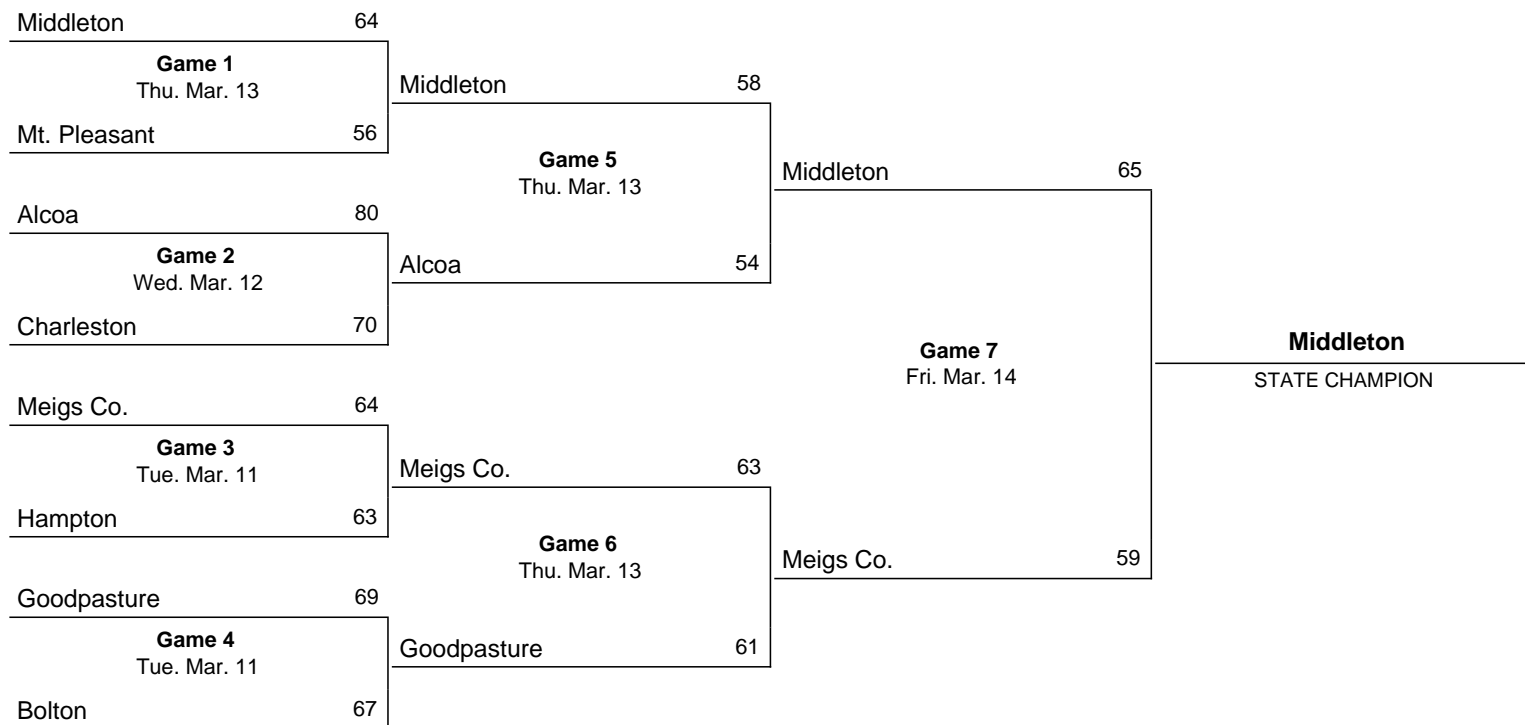 Middleton 64
Game 1
Thu. Mar. 13
Mt. Pleasant 56
Alcoa 80
Game 2
Wed. Mar. 12
Charleston 70
Meigs Co. 64
Game 3
Tue. Mar. 11
Hampton 63
Goodpasture 69
Game 4
Tue. Mar. 11
Bolton 67
Middleton 58
Game 5
Thu. Mar. 13
Alcoa 54
Meigs Co. 63
Game 6
Thu. Mar. 13
Goodpasture 61
Middleton 65
Game 7
Fri. Mar. 14
Meigs Co. 59
Middleton
STATE CHAMPION